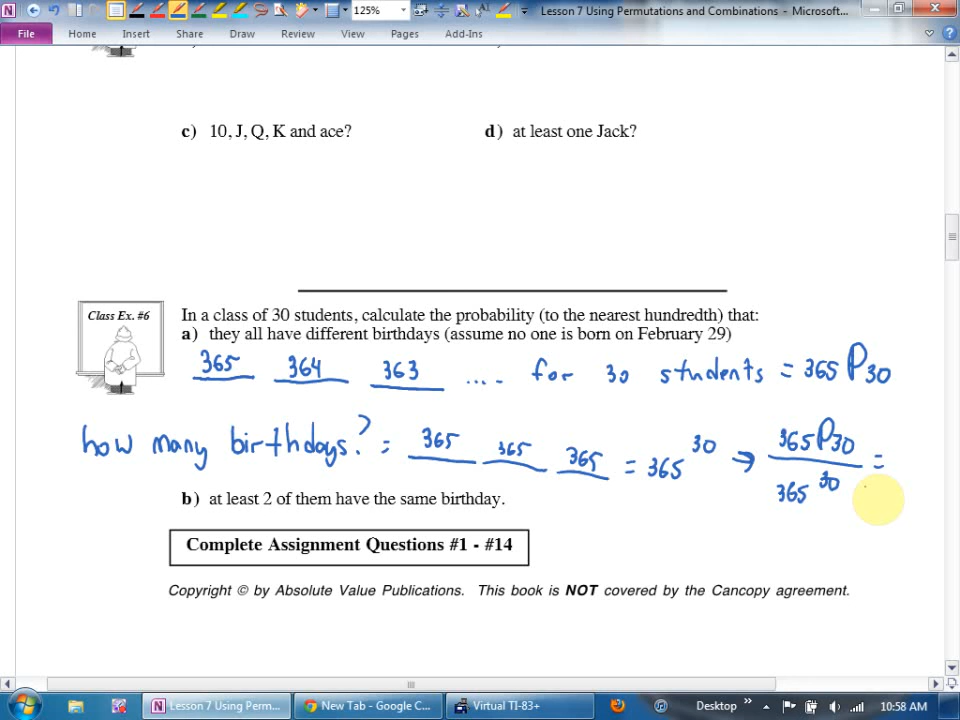 125%
Lesson 7 Using Permutations and Combinations - Microsoft...
File Home Insert Share Draw Review View Pages Add-Ins
c) 10, J, Q, K and ace? d) at least one Jack?
Class Ex. #6
In a class of 30 students, calculate the probability (to the nearest hundredth) that:
a) they all have different birthdays (assume no one is born on February 29)
365 364 363 .... for 30 students = 365 P 30
how many birthdays? = 365 365 365 = 365^30 → 365P30 / 365^30 =
b) at least 2 of them have the same birthday.
Complete Assignment Questions #1 - #14
Copyright © by Absolute Value Publications. This book is NOT covered by the Cancopy agreement.
Lesson 7 Using Perm... New Tab - Google C... Virtual TI-83+ Desktop » 10:58 AM